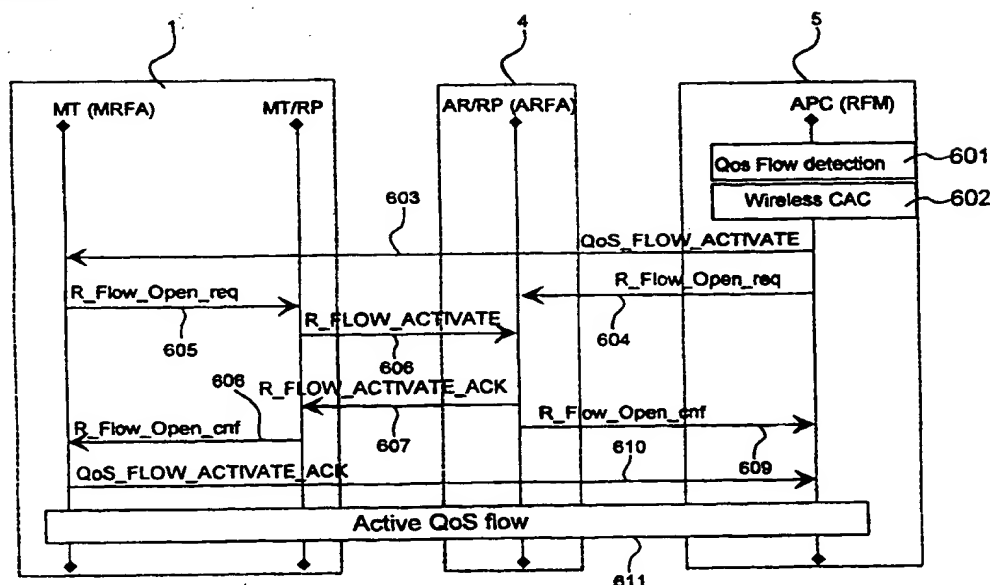 1
4
5
MT (MRFA)
MT/RP
AR/RP (ARFA)
APC (RFM)
Qos Flow detection
601
Wireless CAC
602
603
QoS_FLOW_ACTIVATE
R_Flow_Open_req
R_Flow_Open_req
605
R_FLOW_ACTIVATE
606
604
608
R_FLOW_ACTIVATE_ACK
R_Flow_Open_cnf
607
R_Flow_Open_cnf
610
609
QoS_FLOW_ACTIVATE_ACK
Active QoS flow
611